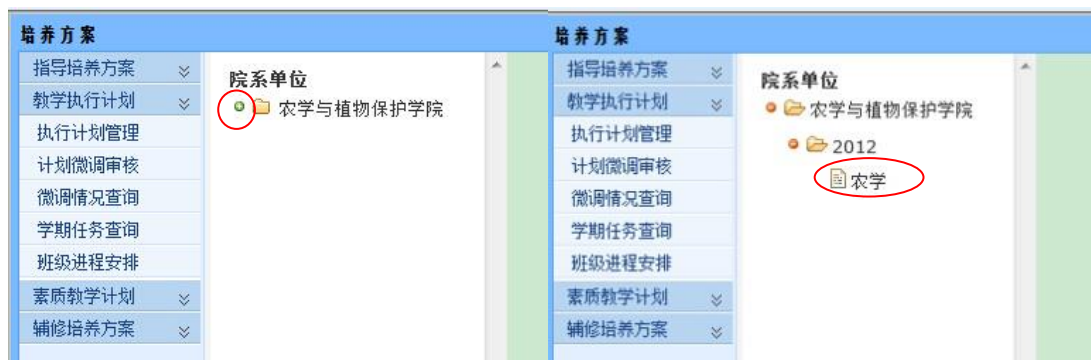 培养方案
指导培养方案
教学执行计划
执行计划管理
计划微调审核
微调情况查询
学期任务查询
班级进程安排
素质教学计划
辅修培养方案
院系单位
农学与植物保护学院
培养方案
指导培养方案
教学执行计划
执行计划管理
计划微调审核
微调情况查询
学期任务查询
班级进程安排
素质教学计划
辅修培养方案
院系单位
农学与植物保护学院
2012
农学